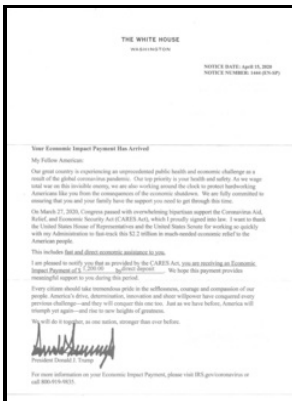 THE WHITE HOUSE
WASHINGTON
NOTICE DATE: April 15, 2020
NOTICE NUMBER: 1444 (EN-SP)
Your Economic Impact Payment Has Arrived
My Fellow American:
Our great country is experiencing an unprecedented public health and economic challenge as a
result of the global coronavirus pandemic. Our top priority is your health and safety. As we wage
total war on this invisible enemy, we are also working around the clock to protect hardworking
Americans like you from the consequences of the economic shutdown. We are fully committed to
ensuring that you and your family have the support you need to get through this time.
On March 27, 2020, Congress passed with overwhelming bipartisan support the Coronavirus Aid,
Relief, and Economic Security Act (CARES Act), which I proudly signed into law. I want to thank
the United States House of Representatives and the United States Senate for working so quickly
with my Administration to fast-track this $2.2 trillion in much-needed economic relief to the
American people.
This includes fast and direct economic assistance to you.
I am pleased to notify you that as provided by the CARES Act, you are receiving an Economic
Impact Payment of $ 7,200.00 by direct deposit. We hope this payment provides
meaningful support to you during this period.
Every citizen should take tremendous pride in the selflessness, courage and compassion of our
people. America's drive, determination, innovation and sheer willpower have conquered every
previous challenge—and they will conquer this one too. Just as we have before, America will
triumph yet again—and rise to new heights of greatness.
We will do it together, as one nation, stronger than ever before.
President Donald J. Trump
For more information on your Economic Impact Payment, please visit IRS.gov/coronavirus or
call 800-919-9835.